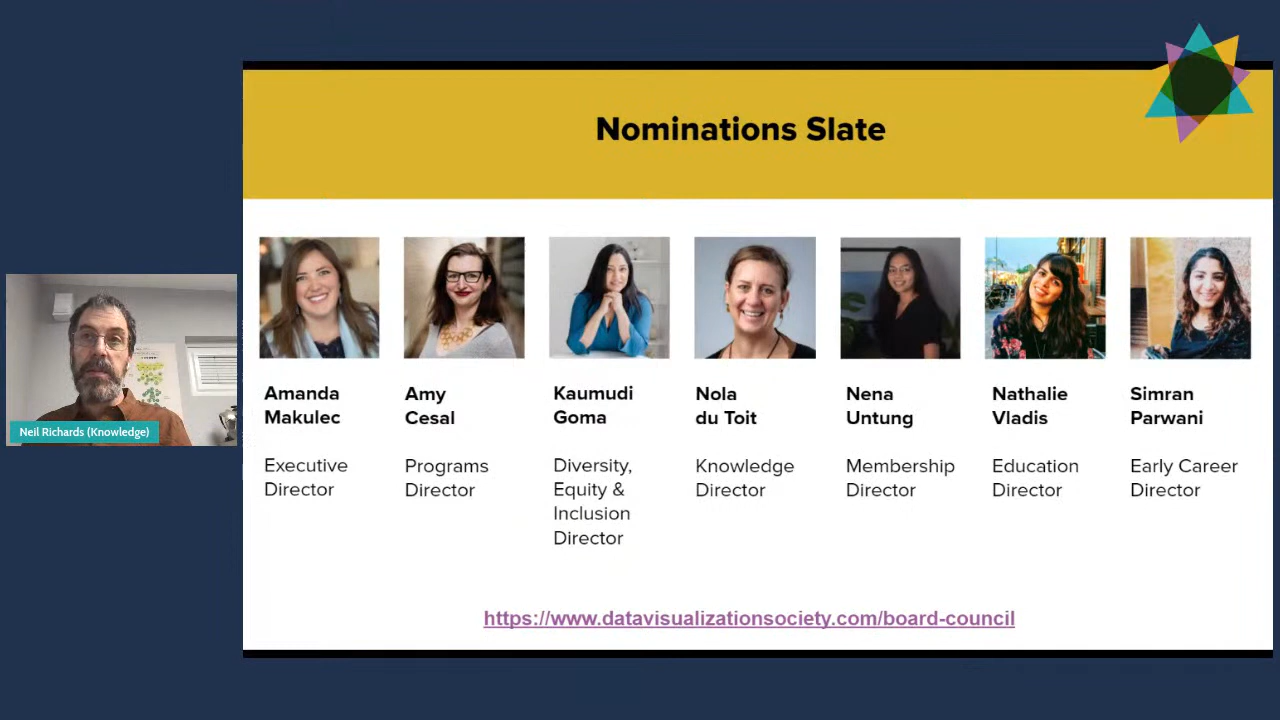 Nominations Slate
Neil Richards (Knowledge)
Amanda
Makulec
Executive
Director
Amy
Cesal
Programs
Director
Kaumudi
Goma
Diversity,
Equity &
Inclusion
Director
Nola
du Toit
Knowledge
Director
Nena
Untung
Membership
Director
Nathalie
Vladis
Education
Director
Simran
Parwani
Early Career
Director
https://www.datavisualizationsociety.com/board-council